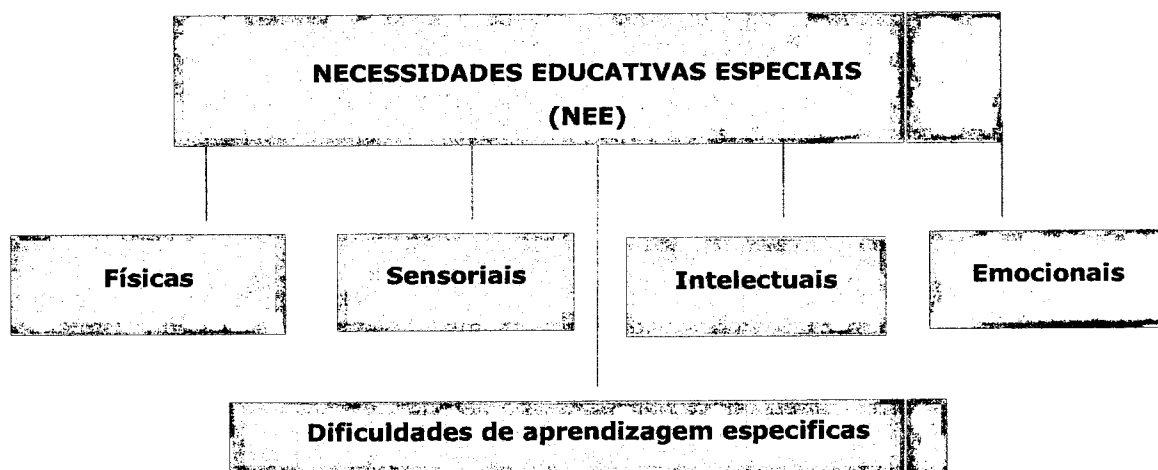 NECESSIDADES EDUCATIVAS ESPECIAIS
(NEE)
Físicas
Sensoriais
Intelectuais
Emocionais
Dificuldades de aprendizagem especificas